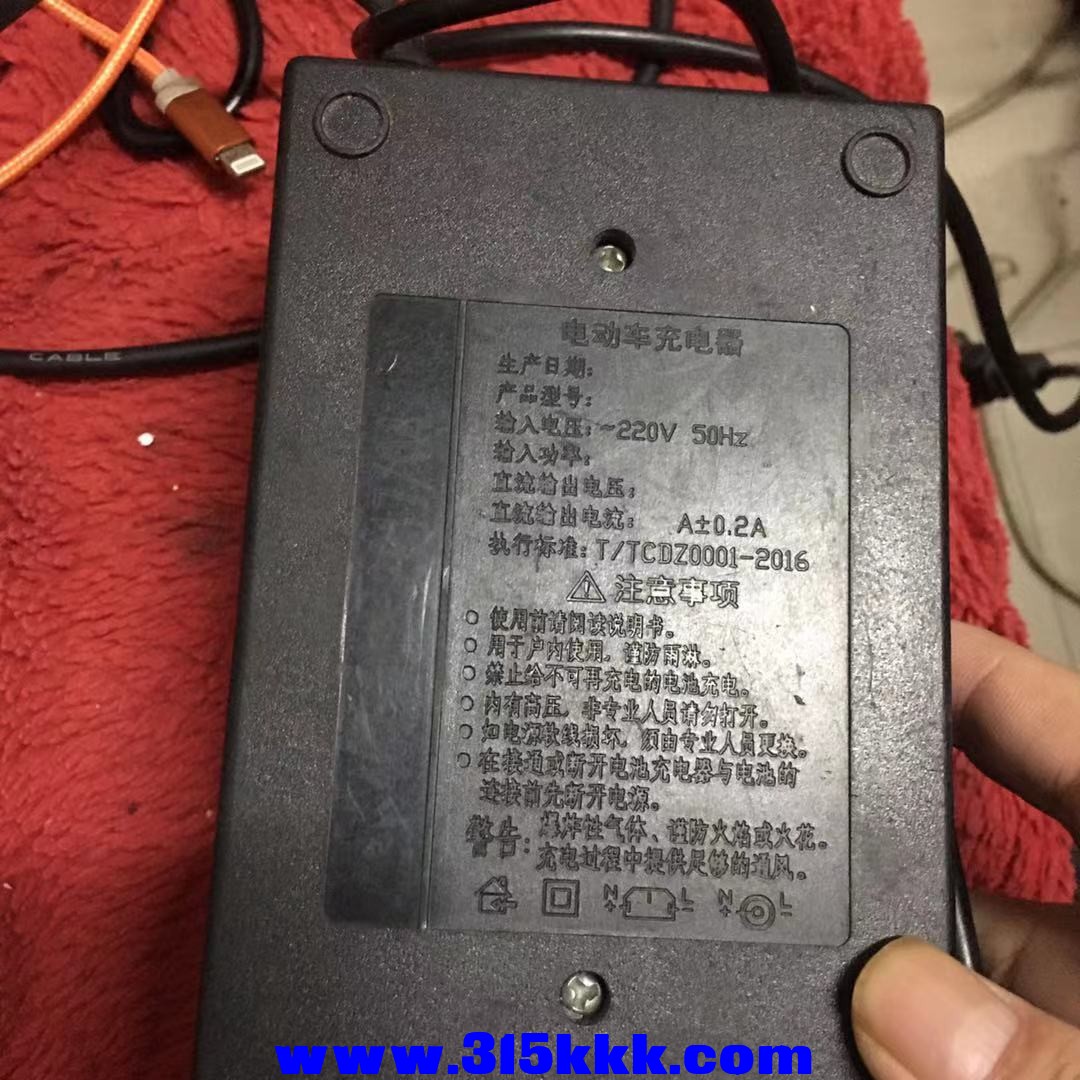 CABLE
电动车充电器
生产日期:
产品型号:
输入电压:~220V 50Hz
输入功率:
直流输出电压:
直流输出电流: A±0.2A
执行标准:T/TCDZ0001-2016
注意事项
使用前请阅读说明书。
用于户内使用,谨防雨淋。
禁止给不可再充电的电池充电。
内有高压,非专业人员请勿打开。
如电源软线损坏,须由专业人员更换。
在接通或断开电池充电器与电池的
连接前先断开电源。
警告:爆炸性气体、谨防火焰或火花。
充电过程中提供足够的通风。
N + - L N + - L
www.315kkk.com